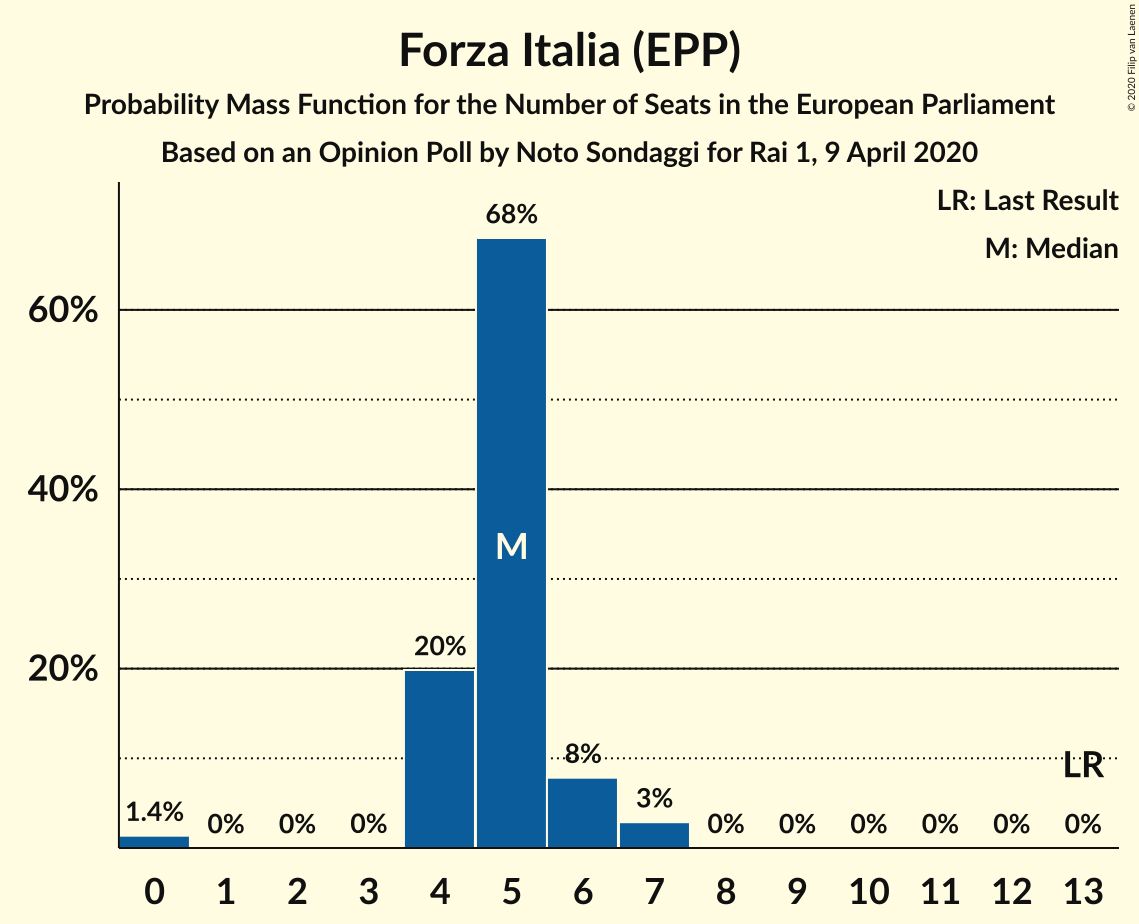 Forza Italia (EPP)
Probability Mass Function for the Number of Seats in the European Parliament
Based on an Opinion Poll by Noto Sondaggi for Rai 1, 9 April 2020
© 2020 Filip van Laenen
LR: Last Result
M: Median
60%
40%
20%
1.4%
0%
0%
0%
20%
68%
M
8%
3%
0%
0%
0%
0%
0%
LR
0%
0 1 2 3 4 5 6 7 8 9 10 11 12 13